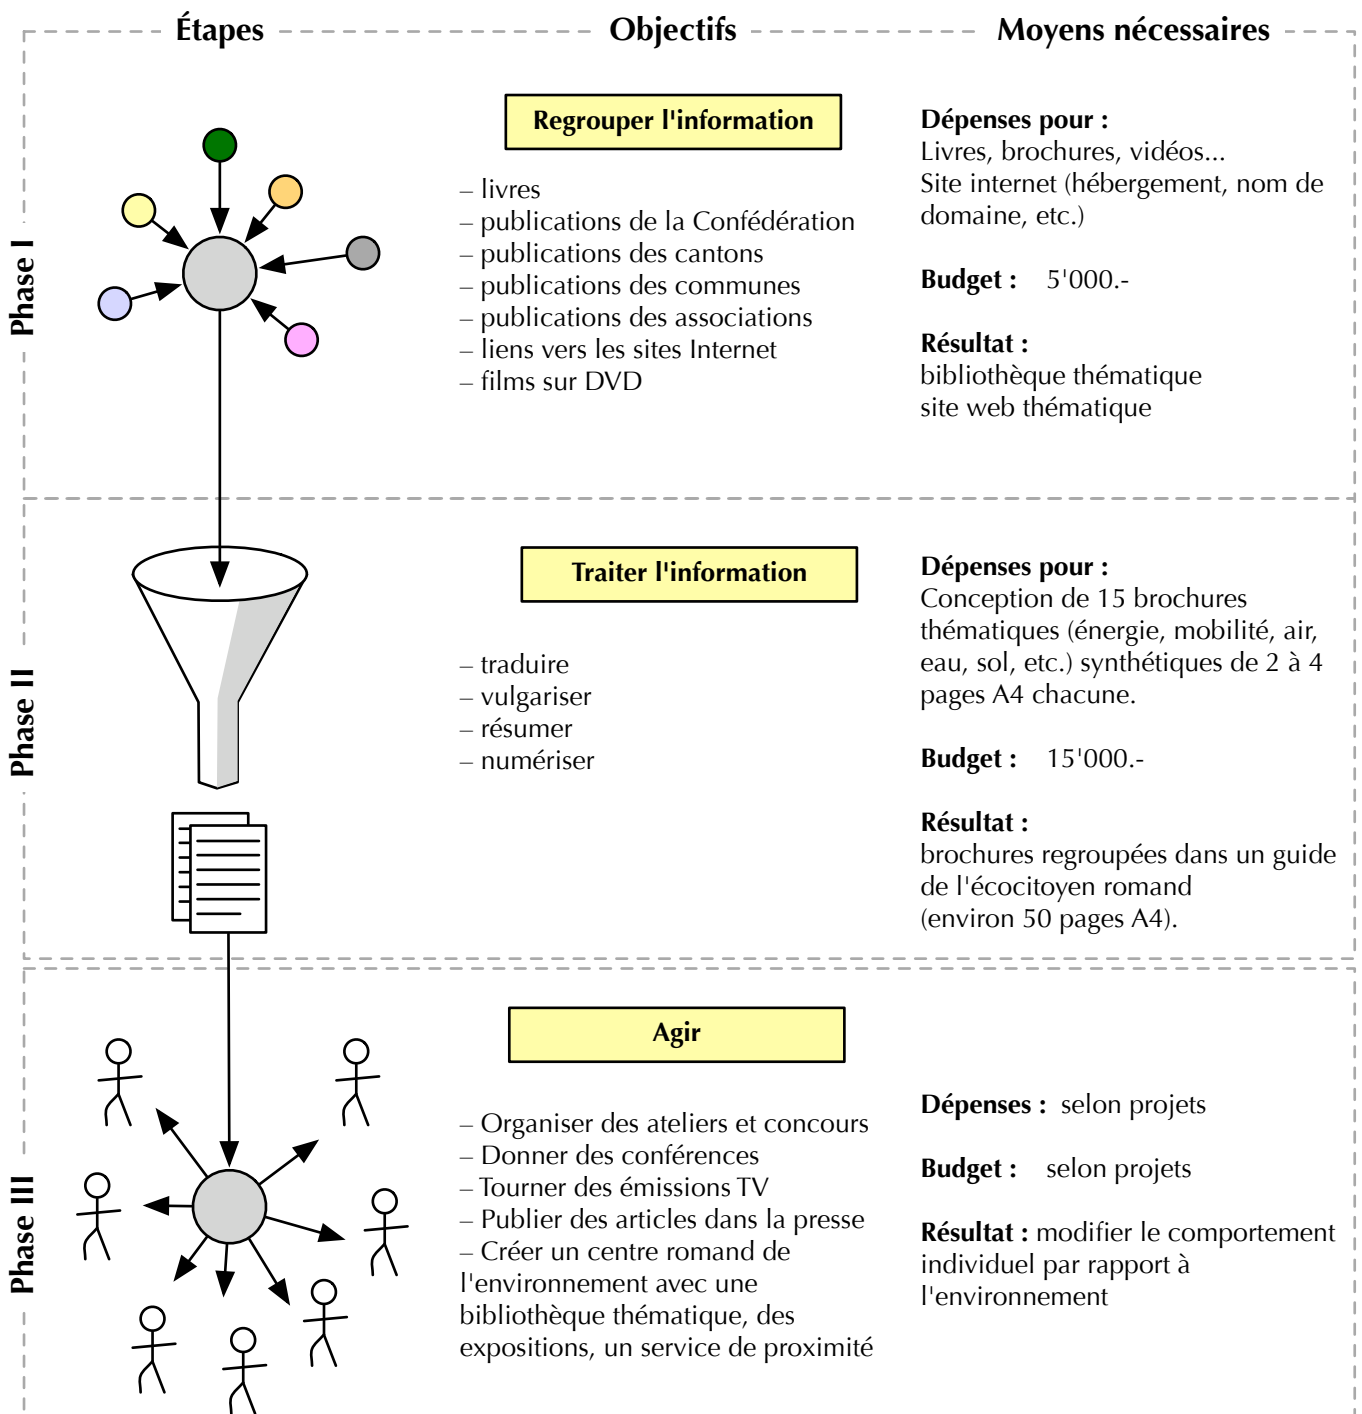 Étapes
Objectifs
Moyens nécessaires
Phase I
Regrouper l'information
– livres
– publications de la Confédération
– publications des cantons
– publications des communes
– publications des associations
– liens vers les sites Internet
– films sur DVD
Dépenses pour :
Livres, brochures, vidéos...
Site internet (hébergement, nom de
domaine, etc.)
Budget : 5'000.-
Résultat :
bibliothèque thématique
site web thématique
Phase II
Traiter l'information
– traduire
– vulgariser
– résumer
– numériser
Dépenses pour :
Conception de 15 brochures
thématiques (énergie, mobilité, air,
eau, sol, etc.) synthétiques de 2 à 4
pages A4 chacune.
Budget : 15'000.-
Résultat :
brochures regroupées dans un guide
de l'écocitoyen romand
(environ 50 pages A4).
Phase III
Agir
– Organiser des ateliers et concours
– Donner des conférences
– Tourner des émissions TV
– Publier des articles dans la presse
– Créer un centre romand de
l'environnement avec une
bibliothèque thématique, des
expositions, un service de proximité
Dépenses : selon projets
Budget : selon projets
Résultat : modifier le comportement
individuel par rapport à
l'environnement